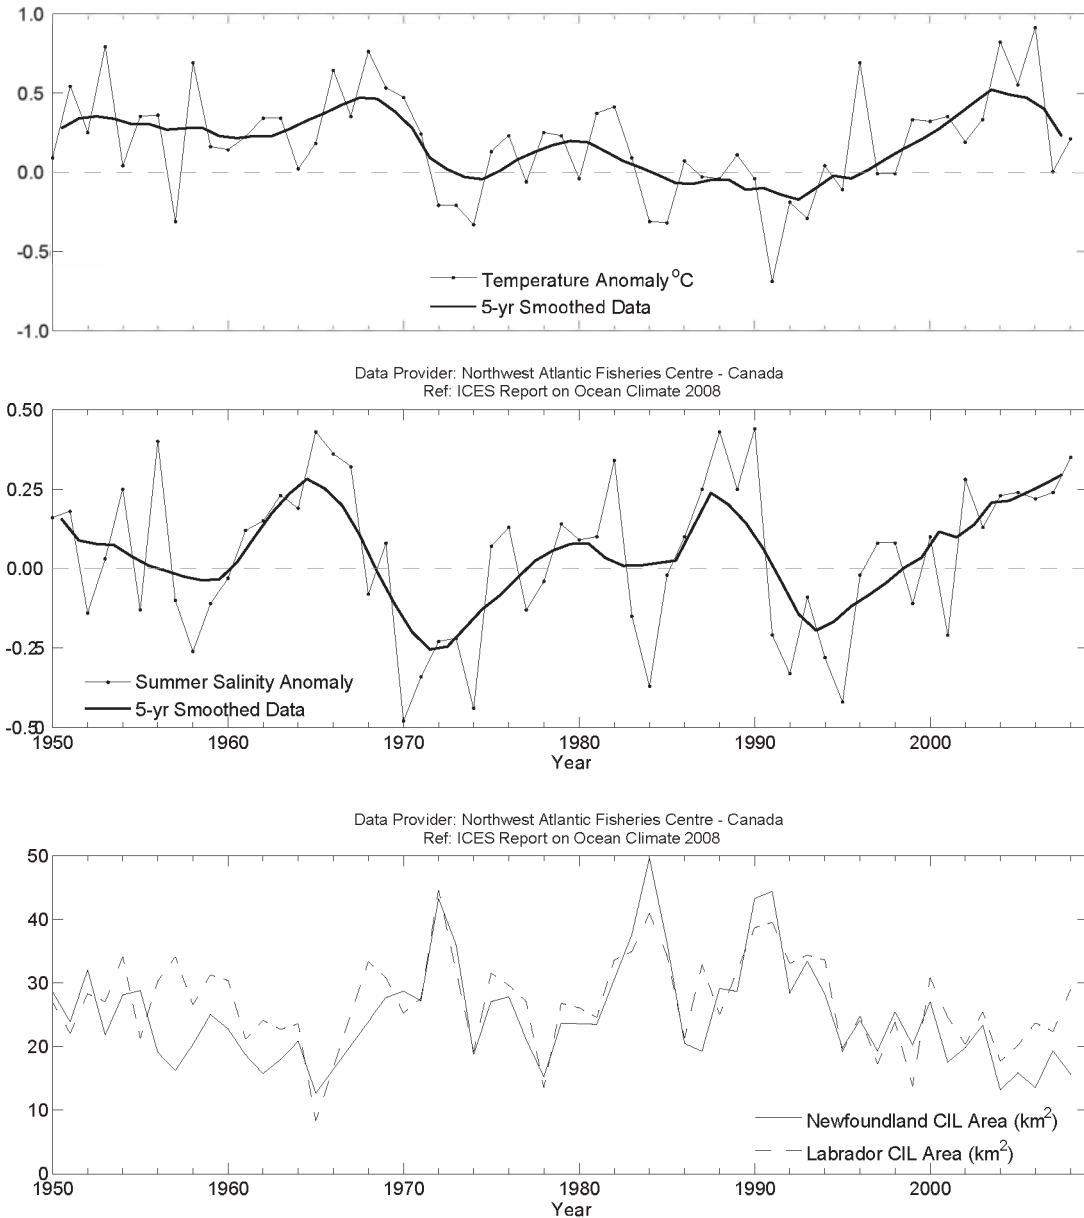 1.0
0.5
0.0
-0.5
-1.0
Temperature Anomaly °C
5-yr Smoothed Data
Data Provider: Northwest Atlantic Fisheries Centre - Canada
Ref: ICES Report on Ocean Climate 2008
0.50
0.25
0.00
-0.25
-0.50
Summer Salinity Anomaly
5-yr Smoothed Data
1950 1960 1970 1980 1990 2000
Year
Data Provider: Northwest Atlantic Fisheries Centre - Canada
Ref: ICES Report on Ocean Climate 2008
50
40
30
20
10
0
Newfoundland CIL Area (km²)
Labrador CIL Area (km²)
1950 1960 1970 1980 1990 2000
Year